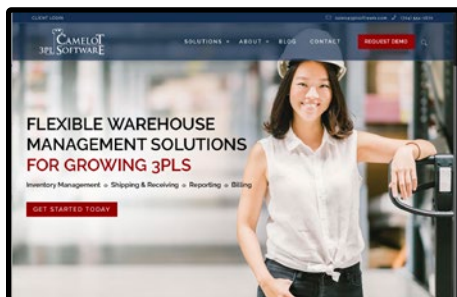 CLIENT LOGIN
CAMELOT
3PL SOFTWARE
SOLUTIONS
ABOUT
BLOG
CONTACT
REQUEST DEMO
FLEXIBLE WAREHOUSE
MANAGEMENT SOLUTIONS
FOR GROWING 3PLS
Inventory Management Shipping & Receiving Reporting Billing
GET STARTED TODAY